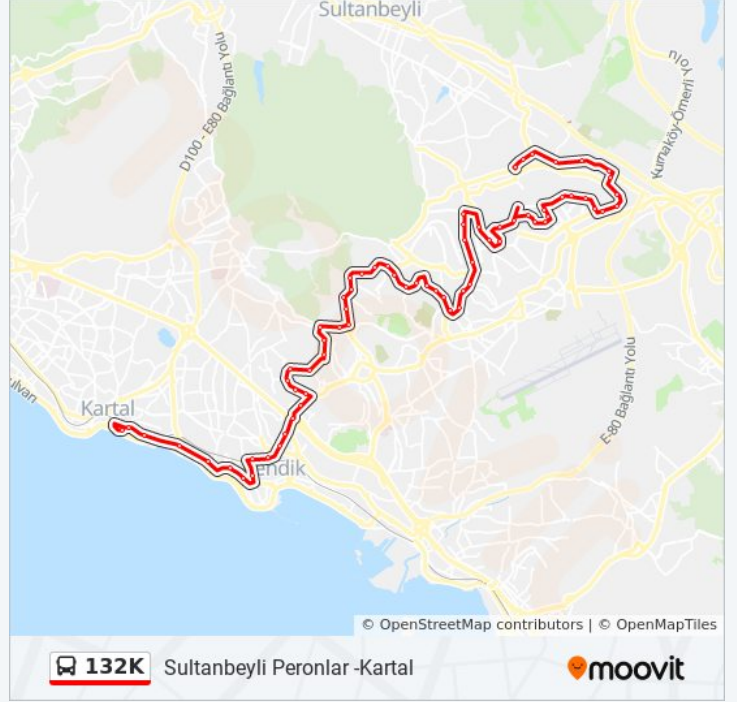 Sultanbeyli
D100 - E80 Bağlantı Yolu
Kurnaköy-Ömerli Yolu
Kartal
endik
E-80 Bağlantı Yolu
© OpenStreetMap contributors | © OpenMapTiles
132K Sultanbeyli Peronlar -Kartal
moovit